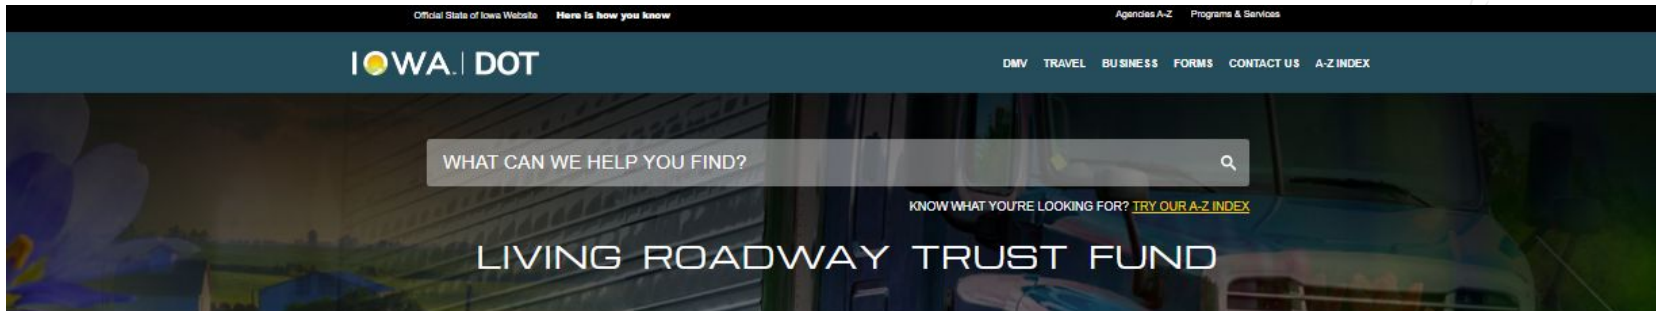 Official State of Iowa Website Here is how you know Agencies A-Z Programs & Services
IOWA. | DOT DMV TRAVEL BUSINESS FORMS CONTACT US A-Z INDEX
WHAT CAN WE HELP YOU FIND?
KNOW WHAT YOU'RE LOOKING FOR? TRY OUR A-Z INDEX
LIVING ROADWAY TRUST FUND